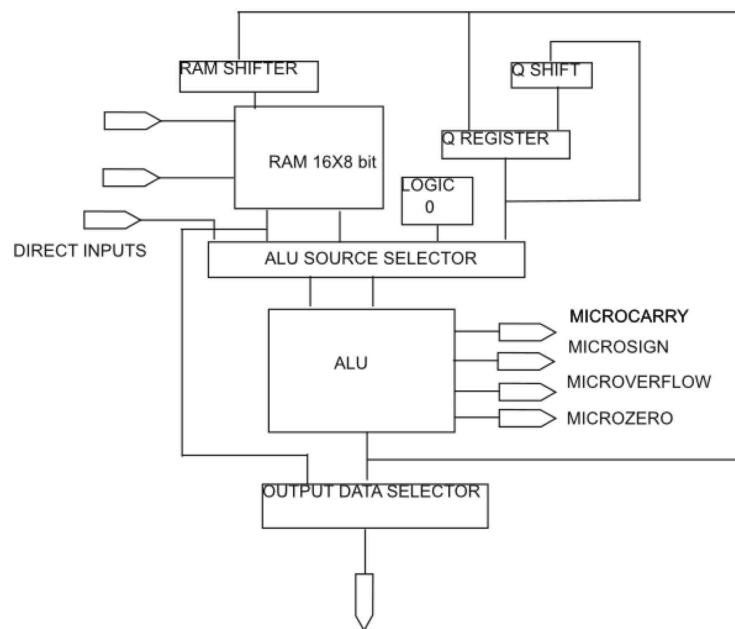 RAM SHIFTER
Q SHIFT
Q REGISTER
RAM 16X8 bit
LOGIC
0
DIRECT INPUTS
ALU SOURCE SELECTOR
MICROCARRY
MICROSIGN
ALU
MICROVERFLOW
MICROZERO
OUTPUT DATA SELECTOR